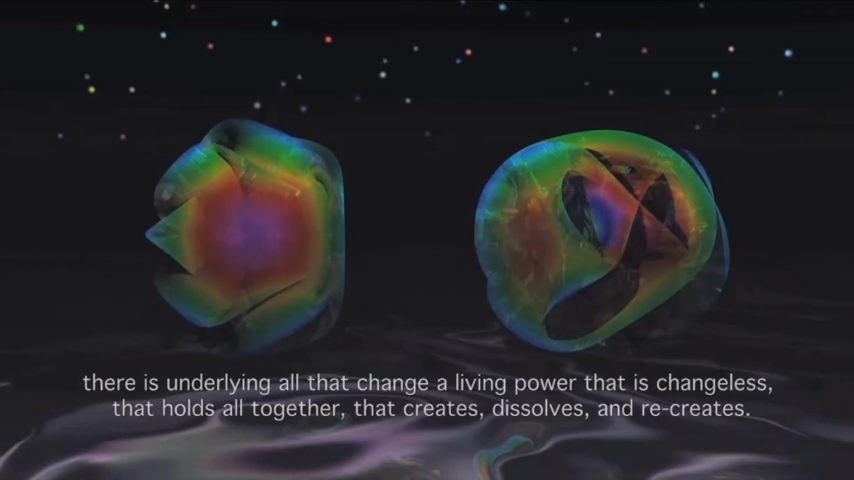 there is underlying all that change a living power that is changeless,
that holds all together, that creates, dissolves, and re-creates.